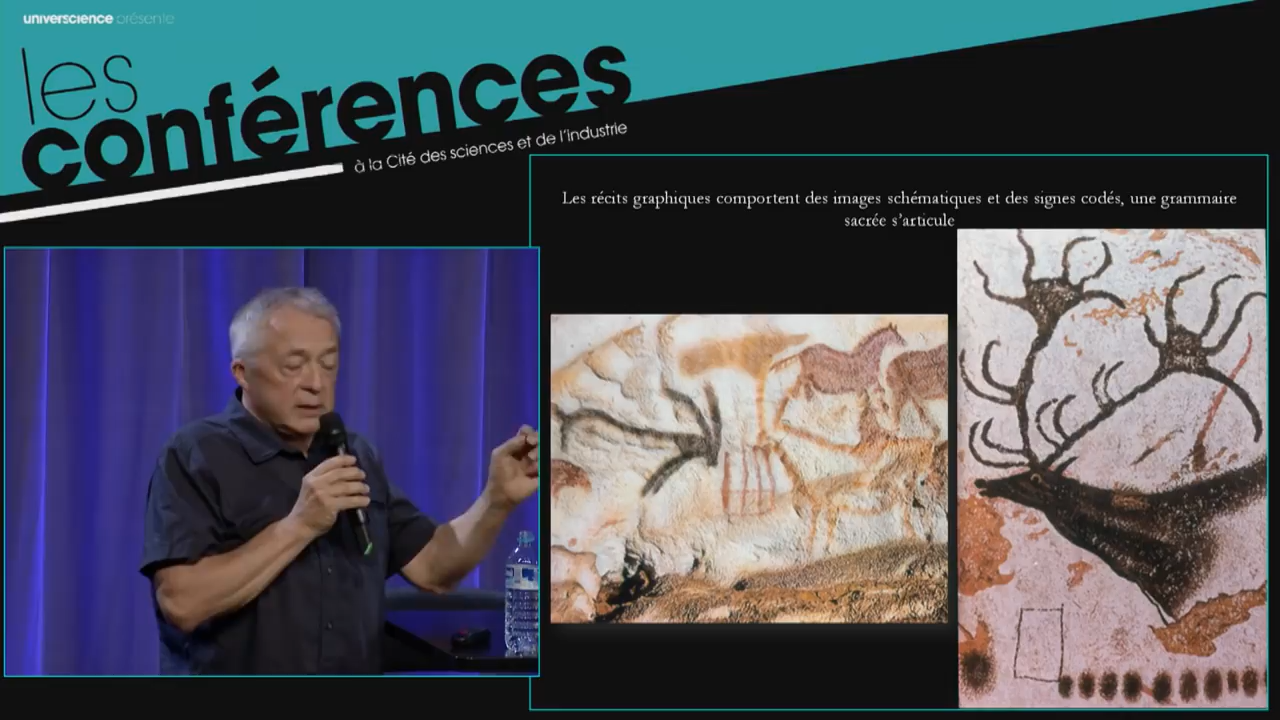 universcience présente
les
conférences
à la Cité des sciences et de l'industrie
Les récits graphiques comportent des images schématiques et des signes codés, une grammaire
sacrée s'articule